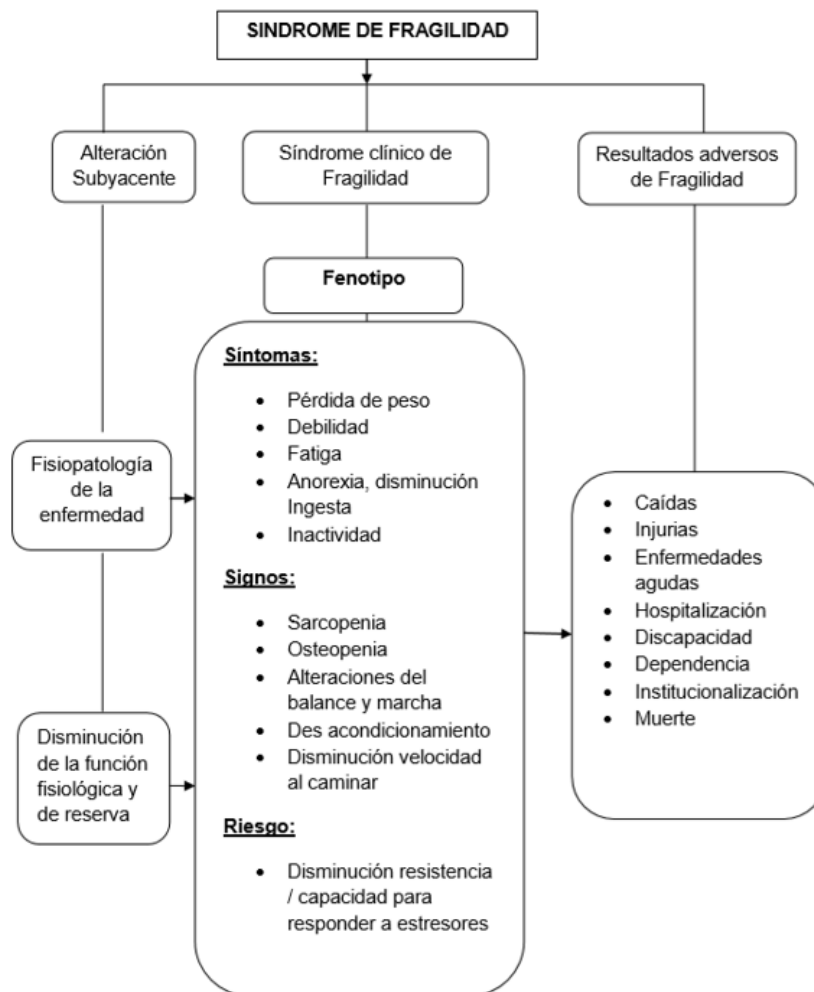 SINDROME DE FRAGILIDAD
Alteración
Subyacente
Síndrome clínico de
Fragilidad
Resultados adversos
de Fragilidad
Fenotipo
Síntomas:
• Pérdida de peso
• Debilidad
• Fatiga
• Anorexia, disminución
Ingesta
• Inactividad
Signos:
• Sarcopenia
• Osteopenia
• Alteraciones del
balance y marcha
• Des acondicionamiento
• Disminución velocidad
al caminar
Riesgo:
• Disminución resistencia
/ capacidad para
responder a estresores
Fisiopatología
de la
enfermedad
Disminución
de la función
fisiológica y
de reserva
• Caídas
• Injurias
• Enfermedades
agudas
• Hospitalización
• Discapacidad
• Dependencia
• Institucionalización
• Muerte